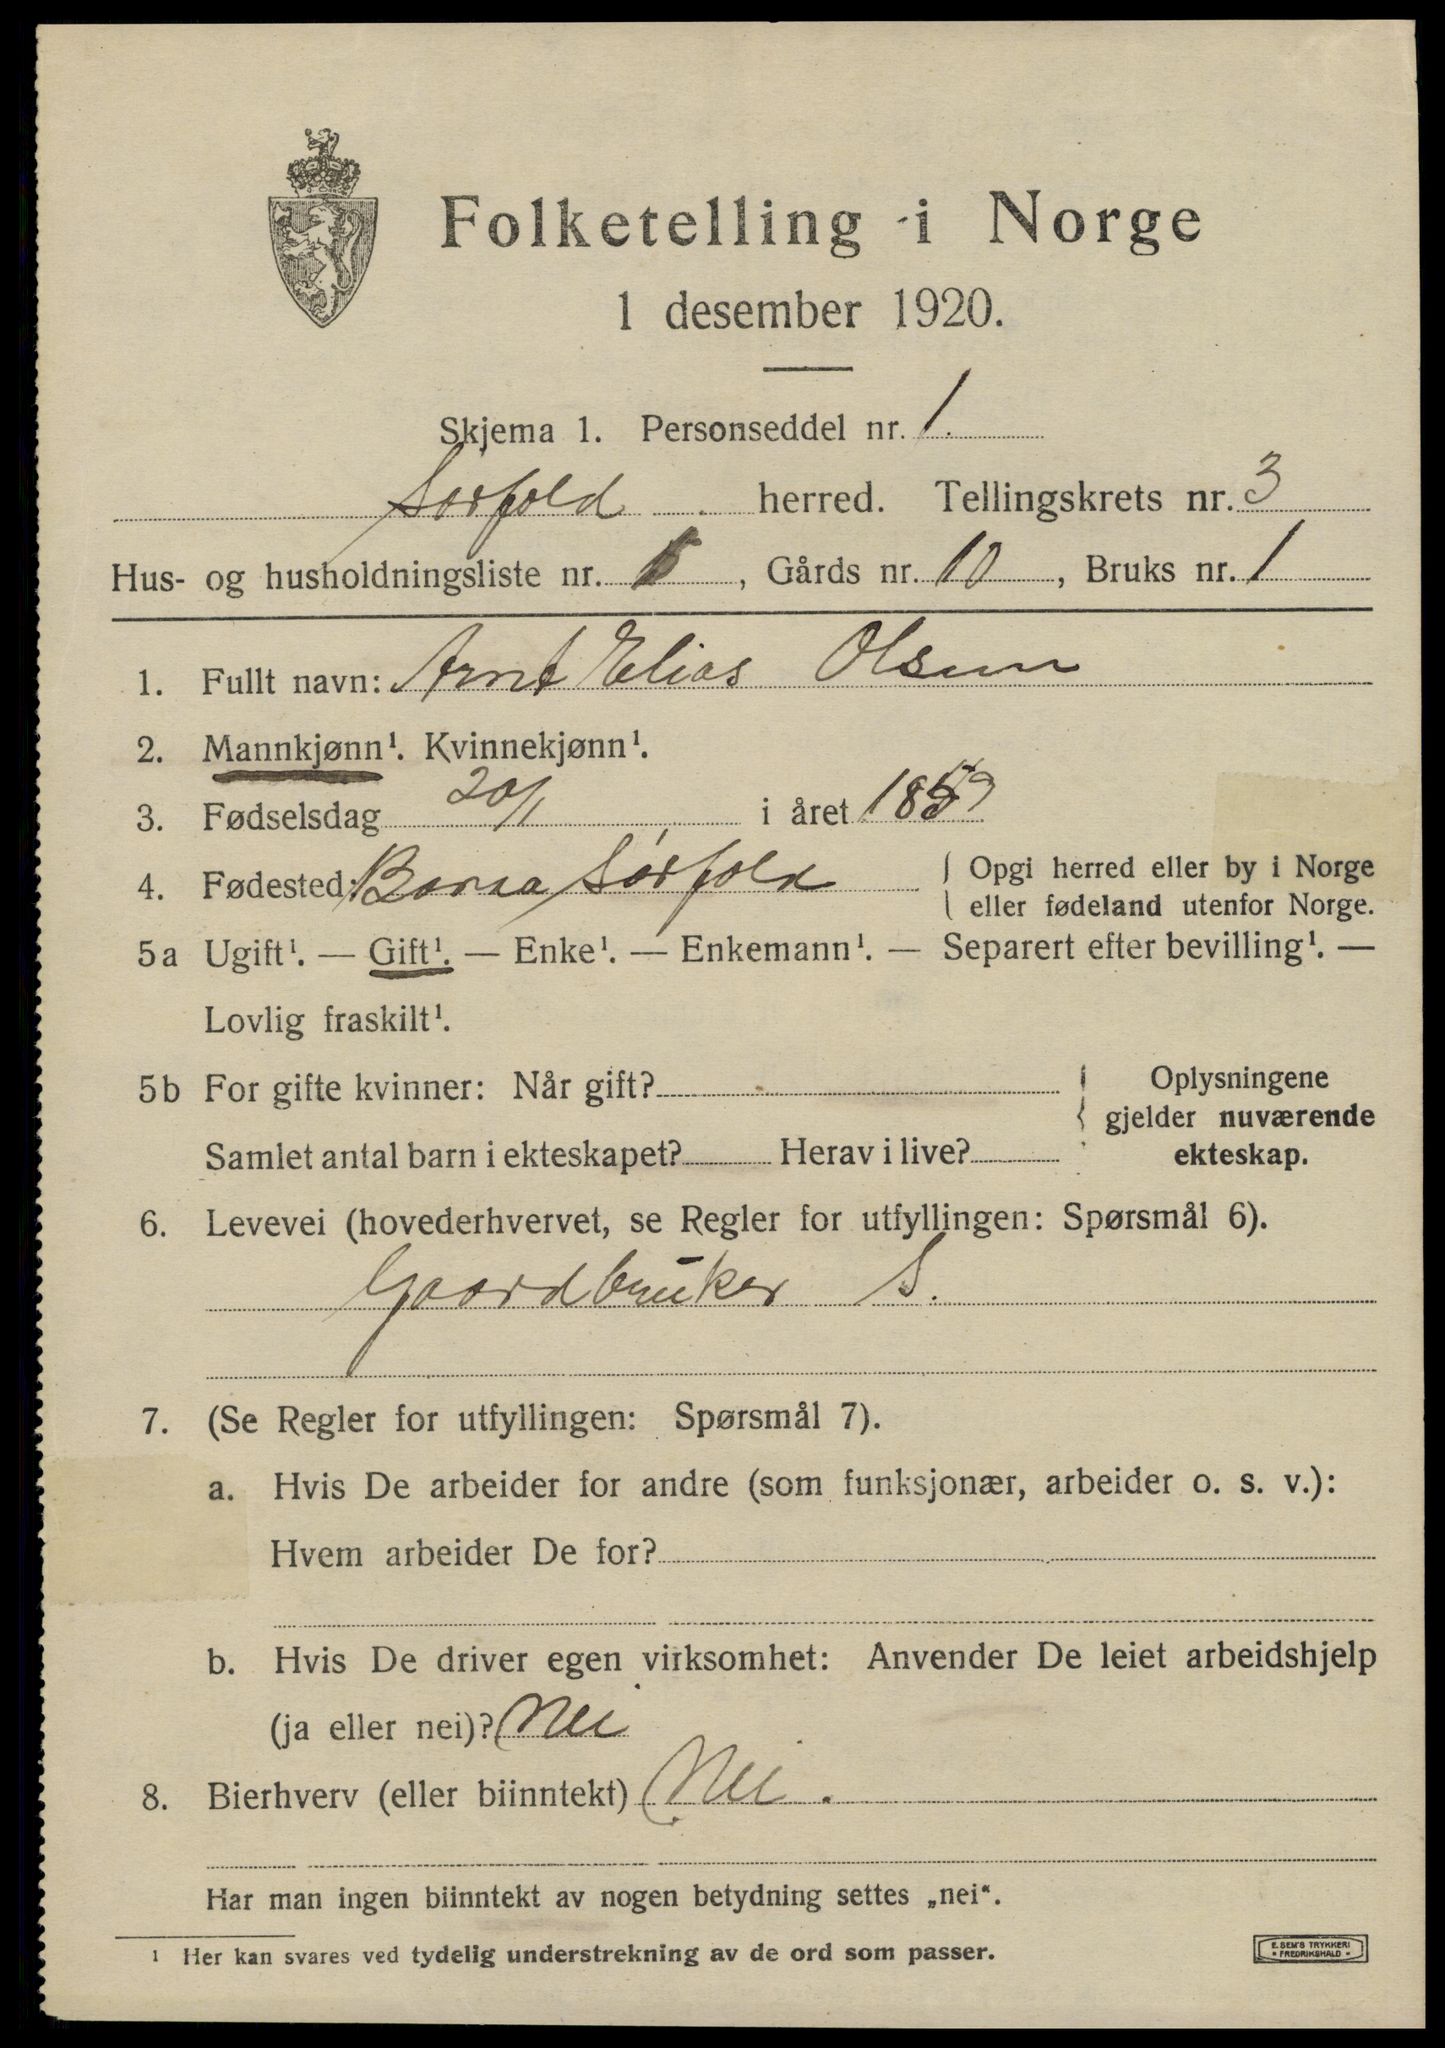 Folketelling i Norge
1 desember 1920.
Skjema 1. Personseddel nr. 1.
Sørfold herred. Tellingskrets nr. 3
Hus- og husholdningsliste nr. , Gårds nr. 10, Bruks nr. 1
1. Fullt navn: Arnt Elias Olsen
2. Mannkjønn¹. Kvinnekjønn¹.
3. Fødselsdag 20/1 i året 1859
4. Fødested: Sørfold { Opgi herred eller by i Norge
eller fødeland utenfor Norge.
5a Ugift¹. — Gift¹. — Enke¹. — Enkemann¹. — Separert efter bevilling¹. —
Lovlig fraskilt¹.
5b For gifte kvinner: Når gift? { Oplysningene
gjelder nuværende
Samlet antal barn i ekteskapet? Herav i live? ekteskap.
6. Levevei (hovederhvervet, se Regler for utfyllingen: Spørsmål 6).
Gaardbruker S.
7. (Se Regler for utfyllingen: Spørsmål 7).
a. Hvis De arbeider for andre (som funksjonær, arbeider o. s. v.):
Hvem arbeider De for?
b. Hvis De driver egen virksomhet: Anvender De leiet arbeidshjelp
(ja eller nei)? Nei
8. Bierhverv (eller biinntekt) Nei.
Har man ingen biinntekt av nogen betydning settes „nei“.
¹ Her kan svares ved tydelig understrekning av de ord som passer.
E. SEM'S TRYKKERI
FREDRIKSHALD